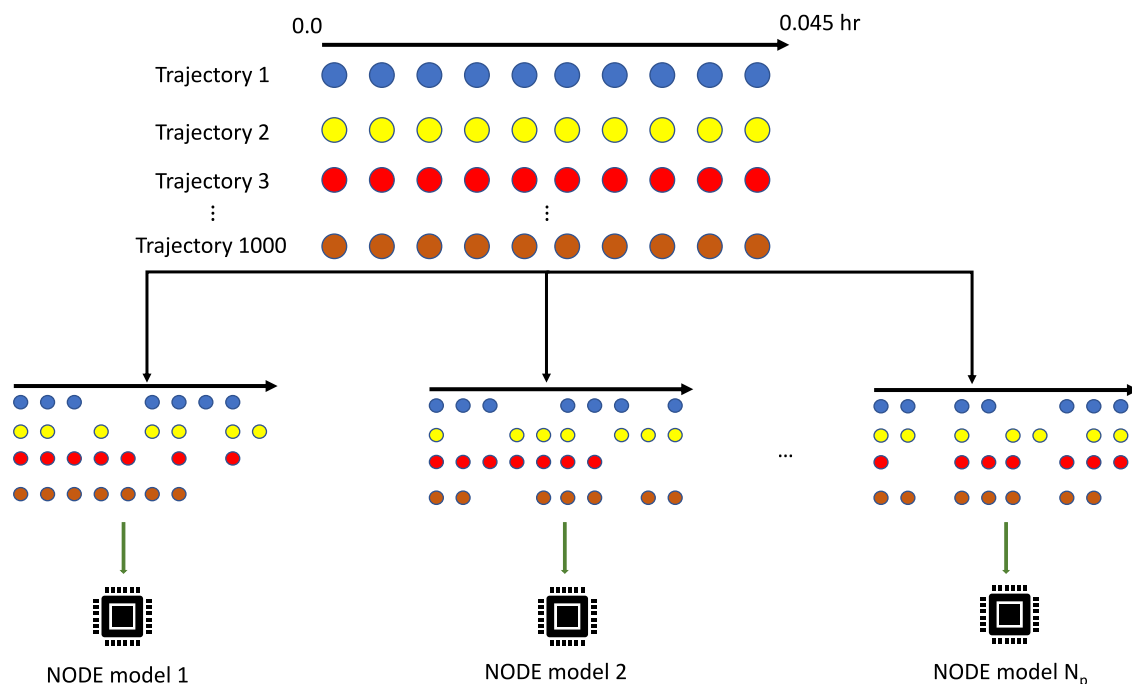 0.0
0.045 hr
Trajectory 1
Trajectory 2
Trajectory 3
⋮ ⋮
Trajectory 1000
...
NODE model 1
NODE model 2
NODE model Nₚ